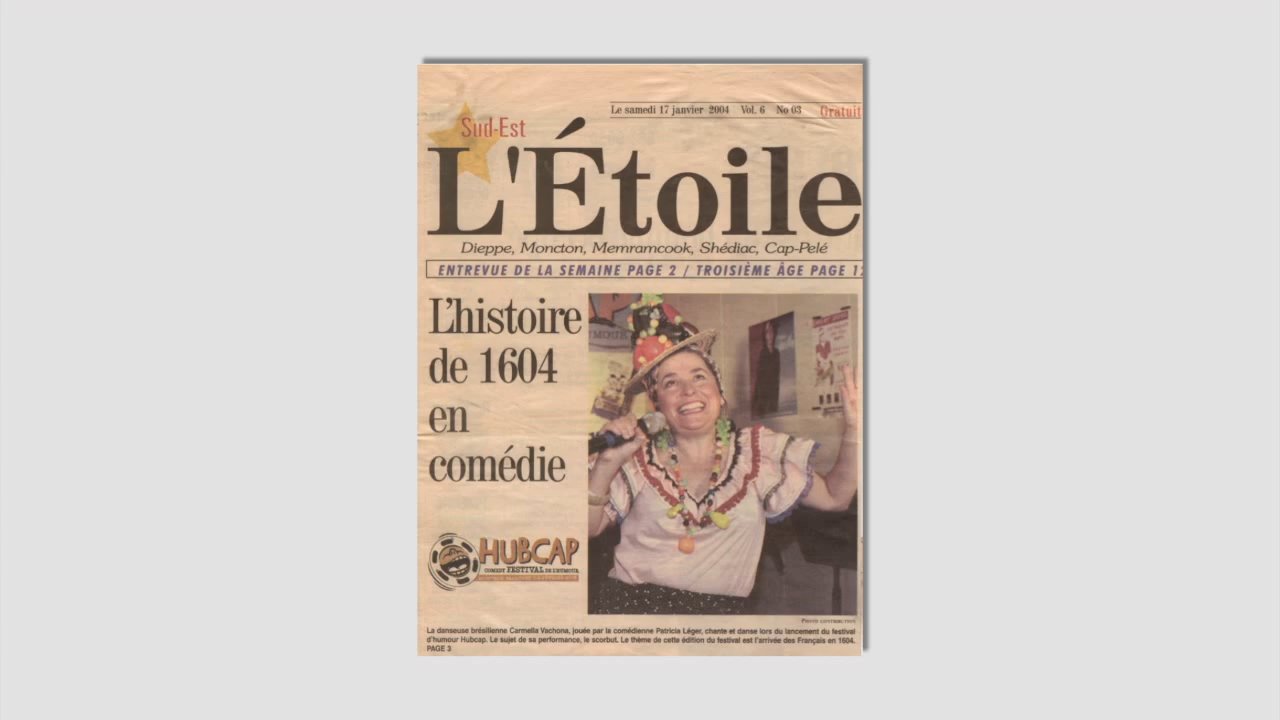 Le samedi 17 janvier 2004 Vol. 6 No 03 Gratuit
Sud-Est
L'Étoile
Dieppe, Moncton, Memramcook, Shédiac, Cap-Pelé
ENTREVUE DE LA SEMAINE PAGE 2 / TROISIÈME ÂGE PAGE
L'histoire
de 1604
en
comédie
HUBCAP
COMEDY FESTIVAL DE L'HUMOUR
PHOTO CONTRIBUTION
La danseuse brésilienne Carmella Vachona, jouée par la comédienne Patricia Léger, chante et danse lors du lancement du festival
d'humour Hubcap. Le sujet de sa performance, le scorbut. Le thème de cette édition du festival est l'arrivée des Français en 1604.
PAGE 3